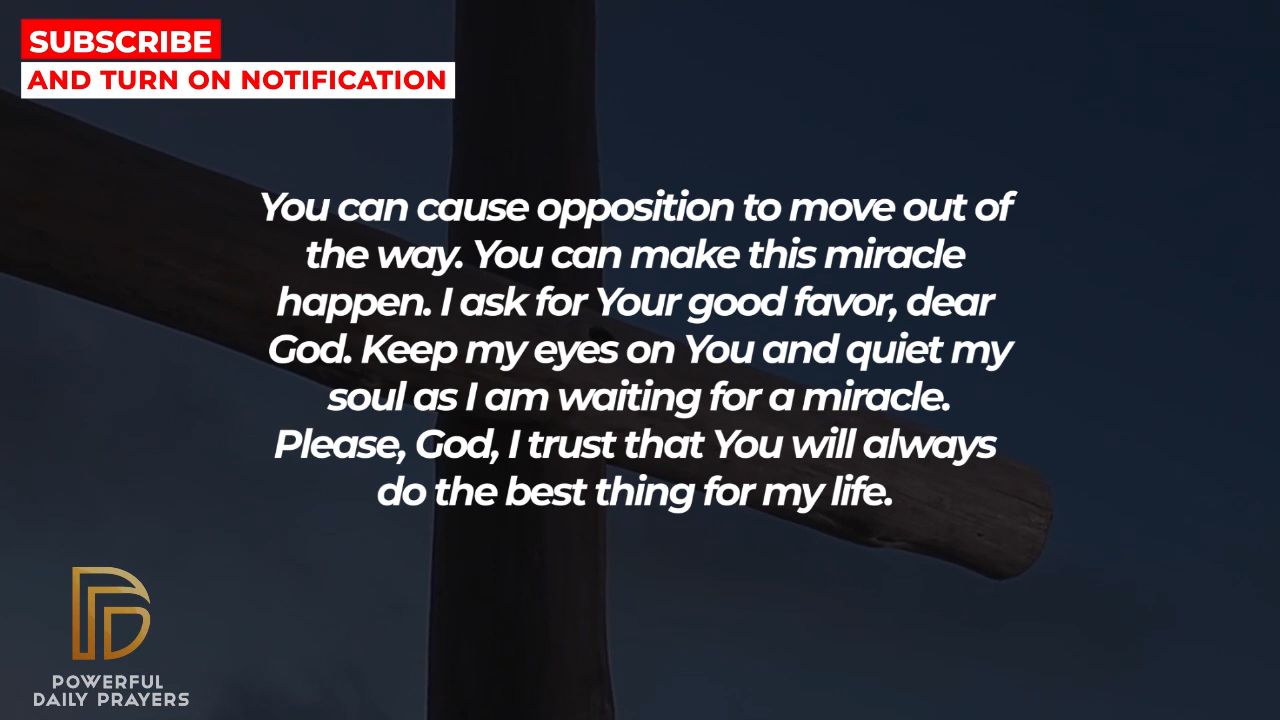 SUBSCRIBE
AND TURN ON NOTIFICATION
You can cause opposition to move out of
the way. You can make this miracle
happen. I ask for Your good favor, dear
God. Keep my eyes on You and quiet my
soul as I am waiting for a miracle.
Please, God, I trust that You will always
do the best thing for my life.
POWERFUL
DAILY PRAYERS